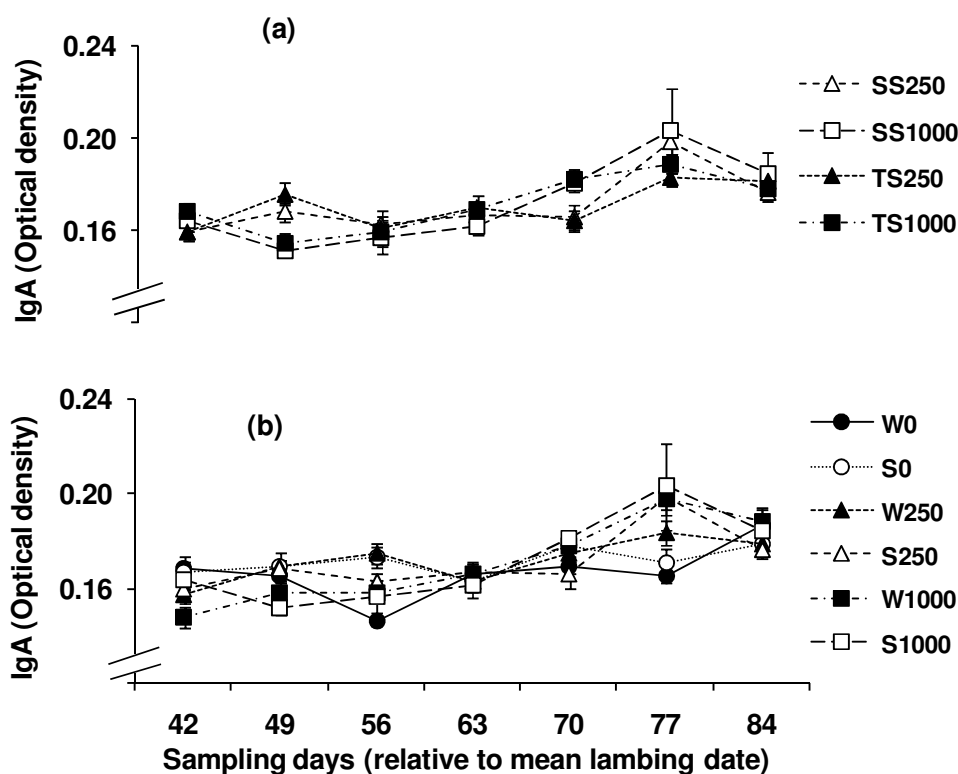 (a)
0.24
0.20
0.16
IgA (Optical density)
SS250
SS1000
TS250
TS1000
(b)
0.24
0.20
0.16
IgA (Optical density)
W0
S0
W250
S250
W1000
S1000
42 49 56 63 70 77 84
Sampling days (relative to mean lambing date)